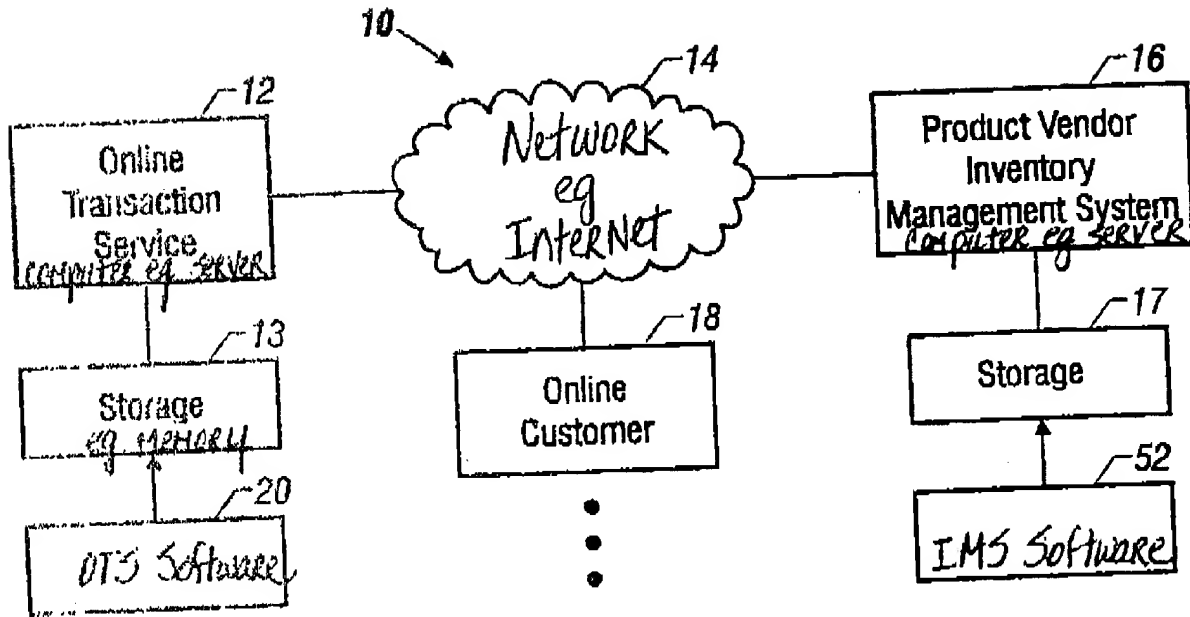 10
12
14
16
Online
Transaction
Service
COMPUTER eg SERVER
NetWORK
eg
InterNet
Product Vendor
Inventory
Management System
COMPUTER eg SERVER
13
18
17
Storage
eg MEMORY
Online
Customer
Storage
20
52
OTS Software
IMS Software